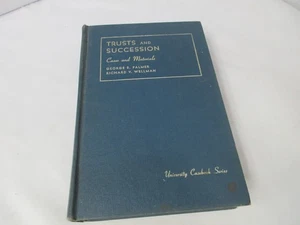 TRUSTS AND
SUCCESSION
Cases and Materials
GEORGE E. PALMER
RICHARD V. WELLMAN
University Casebook Series